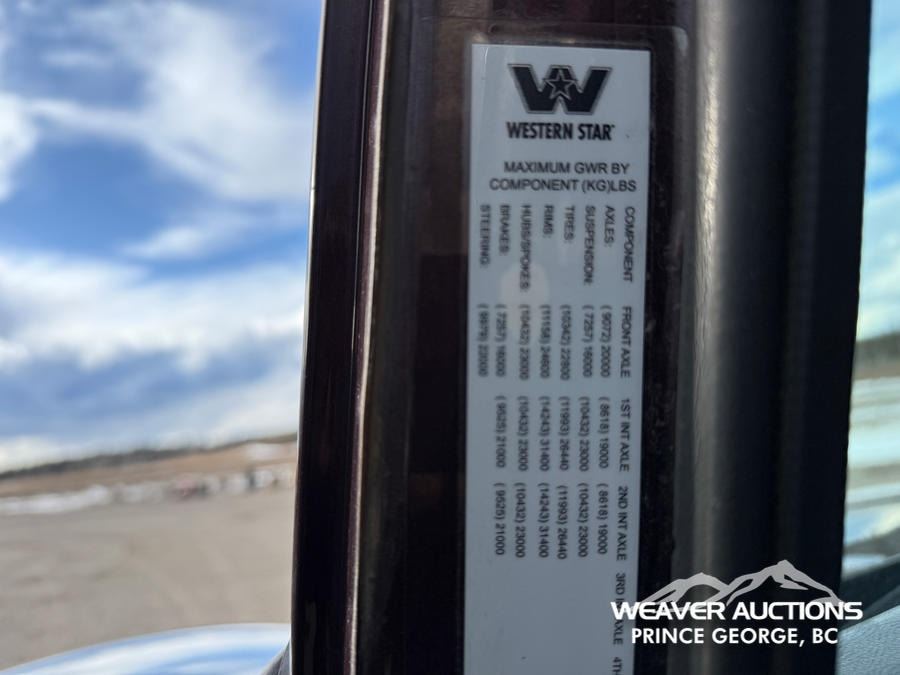 WESTERN STAR
MAXIMUM GWR BY
COMPONENT (KG)LBS
COMPONENT FRONT AXLE 1ST INT AXLE 2ND INT AXLE 3RD AXLE 4TH
AXLES: (9072) 20000 (8618) 19000 (8618) 19000
SUSPENSION: (7257) 16000 (10432) 23000 (10432) 23000
TIRES: (10342) 22800 (11993) 26440 (11993) 26440
RIMS: (11158) 24600 (14243) 31400 (14243) 31400
HUBS/SPOKES: (10432) 23000 (10432) 23000 (10432) 23000
BRAKES: (7257) 16000 (9525) 21000 (9525) 21000
STEERING: (9979) 22000
WEAVER AUCTIONS
PRINCE GEORGE, BC